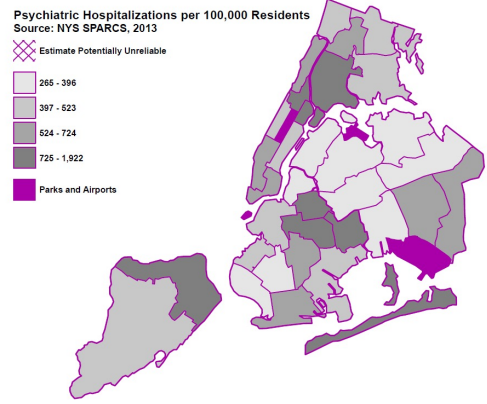 Psychiatric Hospitalizations per 100,000 Residents
Source: NYS SPARCS, 2013
Estimate Potentially Unreliable
265 - 396
397 - 523
524 - 724
725 - 1,922
Parks and Airports